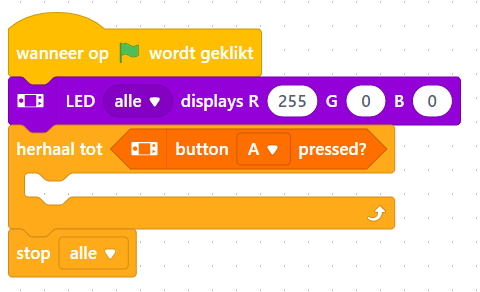 wanneer op wordt geklikt
LED alle displays R 255 G 0 B 0
herhaal tot button A pressed?
stop alle